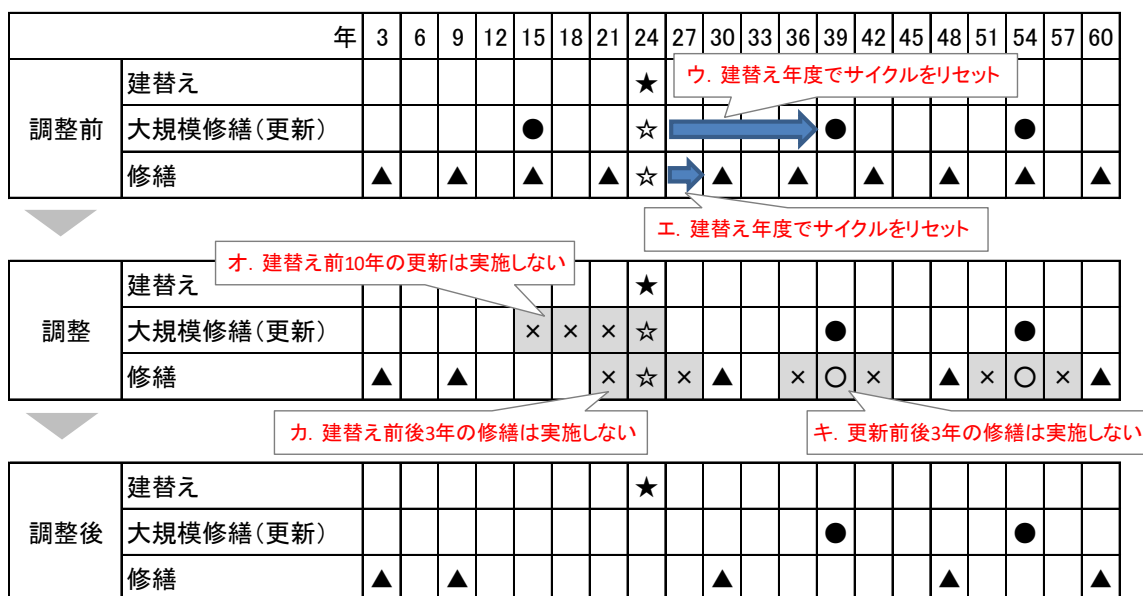 年 3 6 9 12 15 18 21 24 27 30 33 36 39 42 45 48 51 54 57 60
調整前
建替え ★
ウ. 建替え年度でサイクルをリセット
大規模修繕(更新) ● ☆ ● ●
修繕 ▲ ▲ ▲ ▲ ☆ ▲ ▲ ▲ ▲ ▲ ▲
エ. 建替え年度でサイクルをリセット
オ. 建替え前10年の更新は実施しない
調整
建替え ★
大規模修繕(更新) × × × ☆ ● ●
修繕 ▲ ▲ × ☆ × ▲ × ○ × ▲ × ○ × ▲
カ. 建替え前後3年の修繕は実施しない
キ. 更新前後3年の修繕は実施しない
調整後
建替え ★
大規模修繕(更新) ● ●
修繕 ▲ ▲ ▲ ▲ ▲